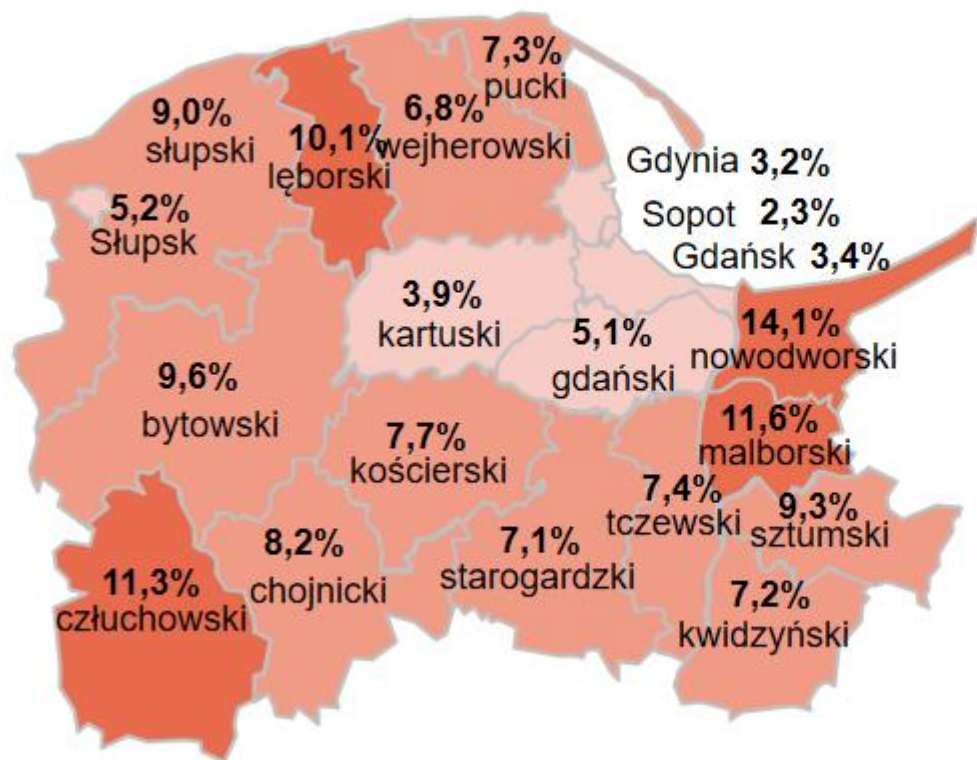 7,3%
pucki
9,0%
słupski
6,8%
wejherowski
10,1%
lęborski
Gdynia 3,2%
Sopot 2,3%
Gdańsk 3,4%
5,2%
Słupsk
3,9%
kartuski
5,1%
gdański
14,1%
nowodworski
9,6%
bytowski
7,7%
kościerski
11,6%
malborski
7,4%
tczewski
9,3%
sztumski
8,2%
chojnicki
7,1%
starogardzki
11,3%
człuchowski
7,2%
kwidzyński